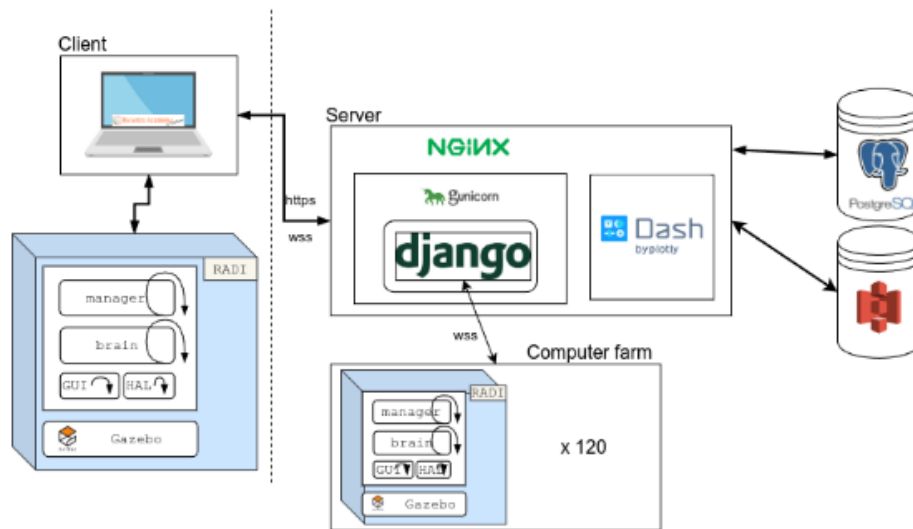 Client
Server
NGINX
https
wss
gunicorn
django
Dash
by plotly
PostgreSQL
RADI
manager
brain
GUI
HAL
Gazebo
wss
Computer farm
RADI
manager
brain
GUI
HAL
Gazebo
x 120